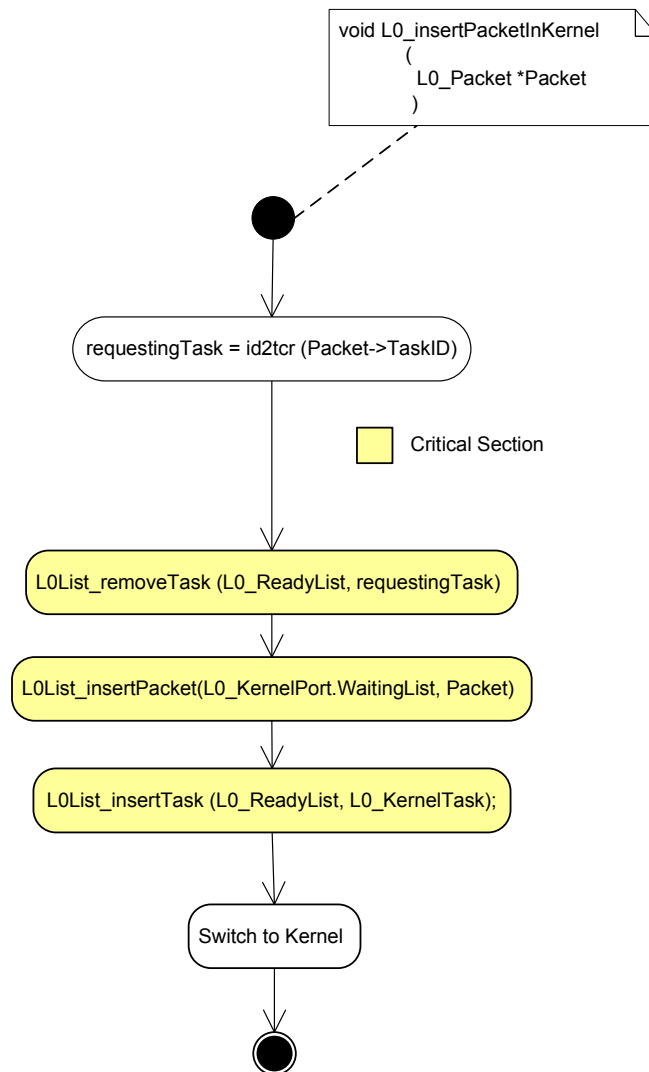 void L0_insertPacketInKernel
(
L0_Packet *Packet
)
requestingTask = id2tcr (Packet->TaskID)
Critical Section
L0List_removeTask (L0_ReadyList, requestingTask)
L0List_insertPacket(L0_KernelPort.WaitingList, Packet)
L0List_insertTask (L0_ReadyList, L0_KernelTask);
Switch to Kernel